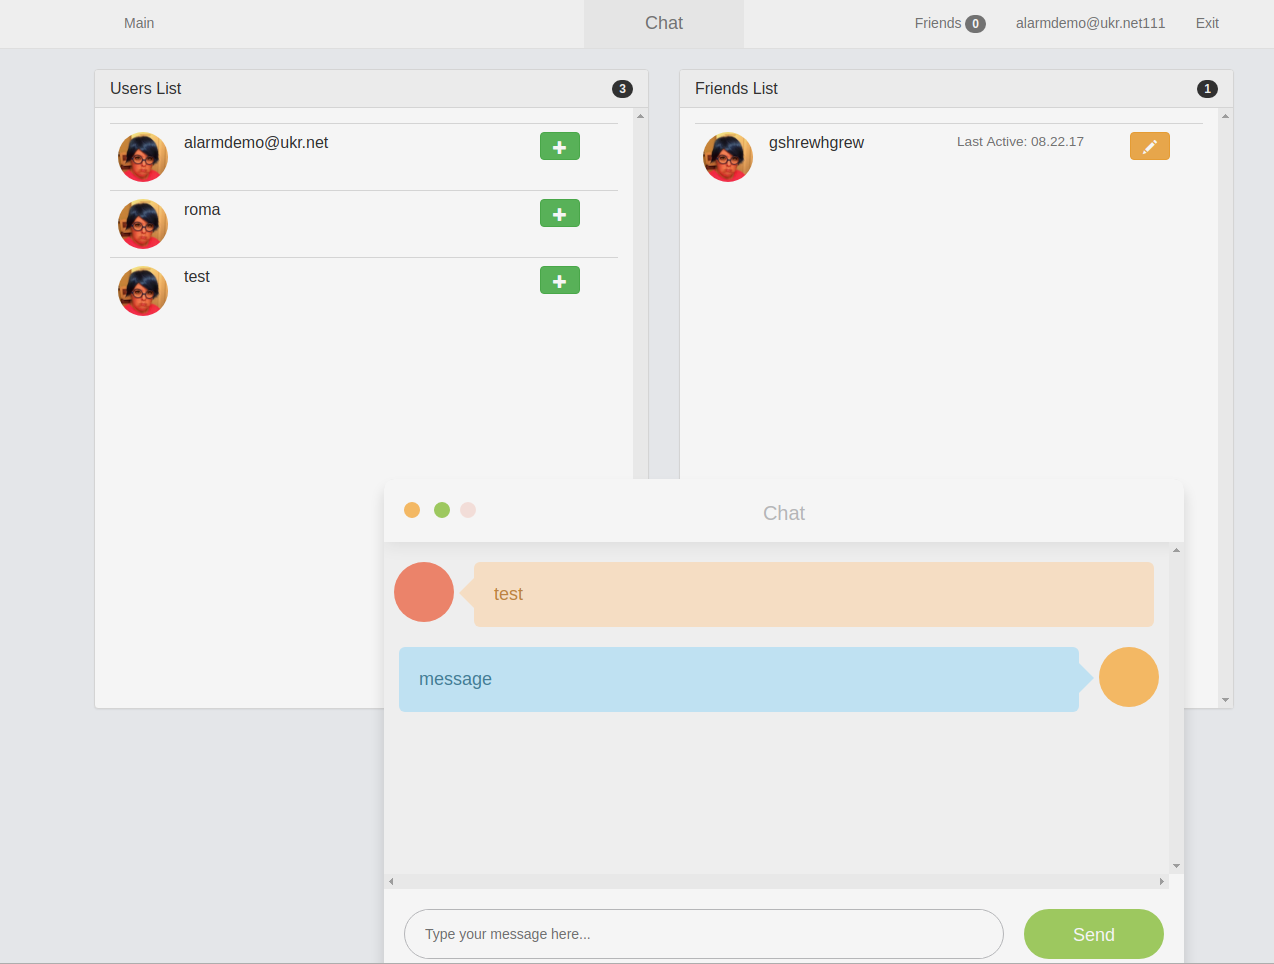 Main
Chat
Friends 0
alarmdemo@ukr.net111
Exit
Users List 3
alarmdemo@ukr.net
roma
test
Friends List 1
gshrewhgrew Last Active: 08.22.17
Chat
test
message
Type your message here...
Send